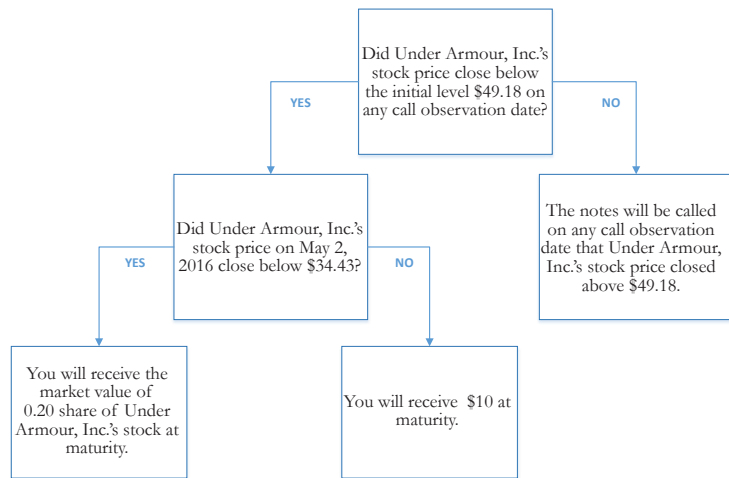 Did Under Armour, Inc.'s
stock price close below
the initial level $49.18 on
any call observation date?
YES
NO
Did Under Armour, Inc.'s
stock price on May 2,
2016 close below $34.43?
The notes will be called
on any call observation
date that Under Armour,
Inc.'s stock price closed
above $49.18.
YES
NO
You will receive the
market value of
0.20 share of Under
Armour, Inc.'s stock at
maturity.
You will receive $10 at
maturity.